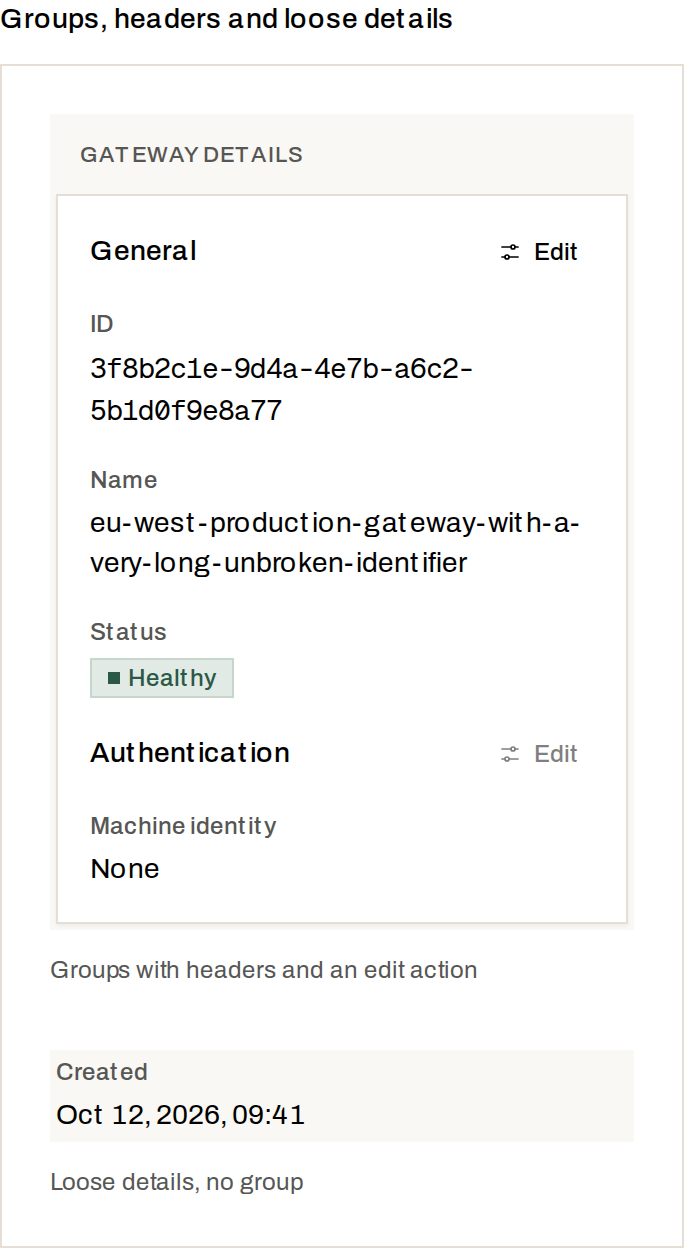 Groups, headers and loose details
GATEWAY DETAILS
General
Edit
ID
3f8b2c1e-9d4a-4e7b-a6c2-
5b1d0f9e8a77
Name
eu-west-production-gateway-with-a-
very-long-unbroken-identifier
Status
Healthy
Authentication
Edit
Machine identity
None
Groups with headers and an edit action
Created
Oct 12, 2026, 09:41
Loose details, no group